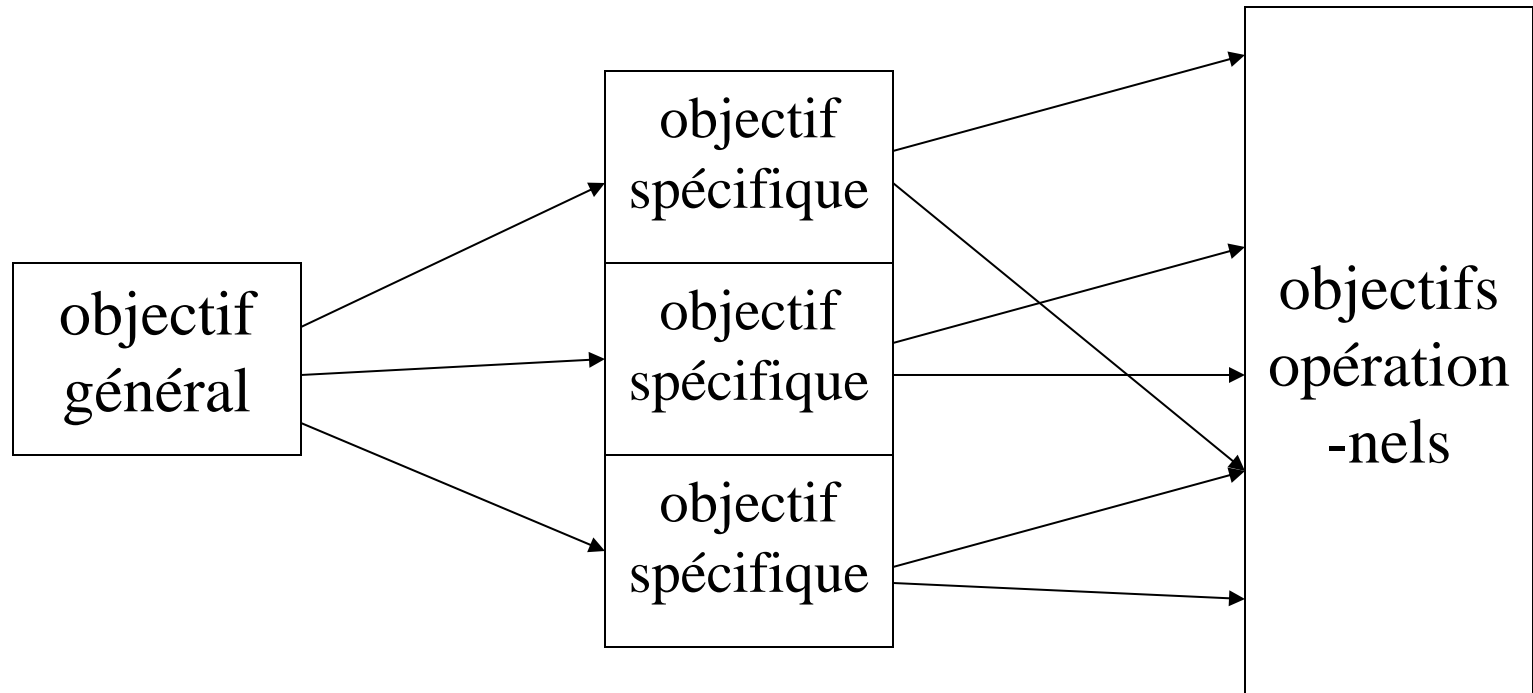 objectif
général
objectif
spécifique
objectif
spécifique
objectif
spécifique
objectifs
opération
-nels